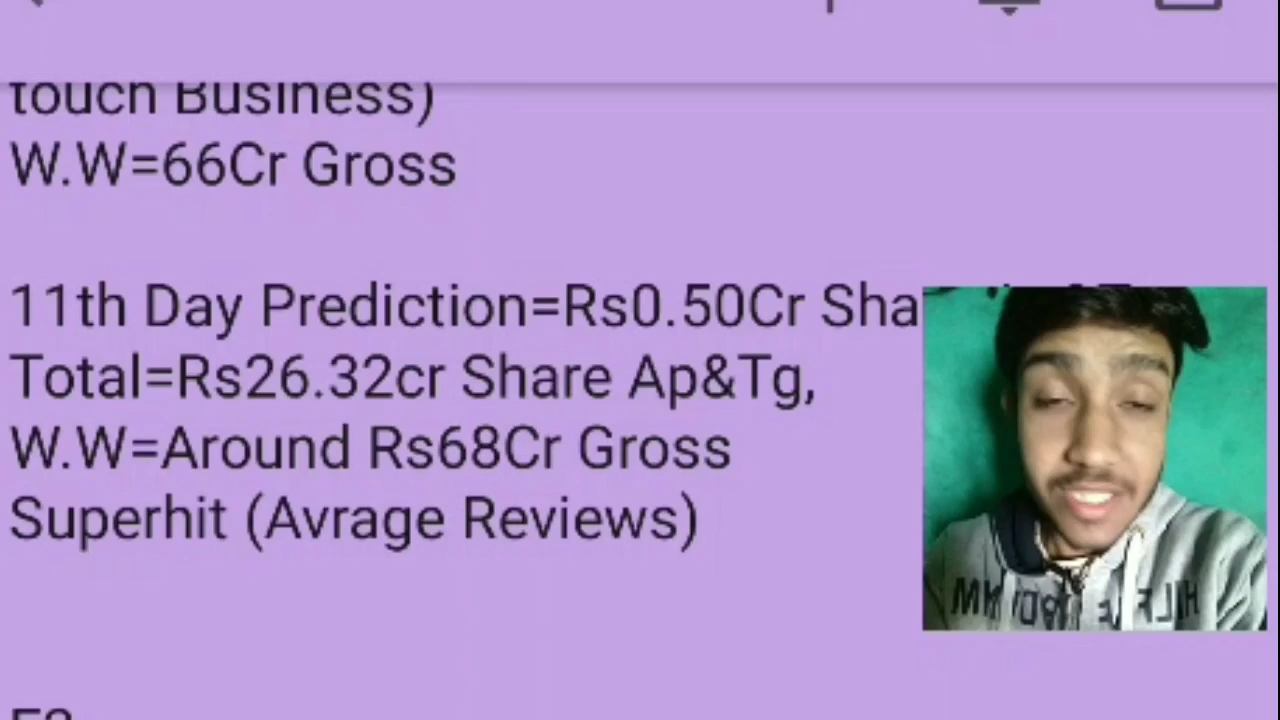 touch Business)
W.W=66Cr Gross
11th Day Prediction=Rs0.50Cr Sha
Total=Rs26.32cr Share Ap&Tg,
W.W=Around Rs68Cr Gross
Superhit (Avrage Reviews)